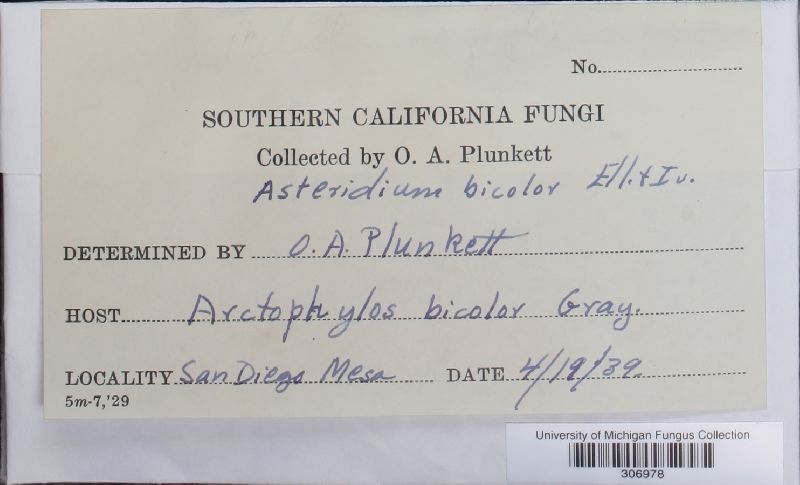 No.
SOUTHERN CALIFORNIA FUNGI
Collected by O. A. Plunkett
Asteridium bicolor Ell. & Iv.
DETERMINED BY O. A. Plunkett
HOST Arctophylos bicolor Gray.
LOCALITY San Diego Mesa DATE 4/19/39
5m-7,'29
University of Michigan Fungus Collection
306978